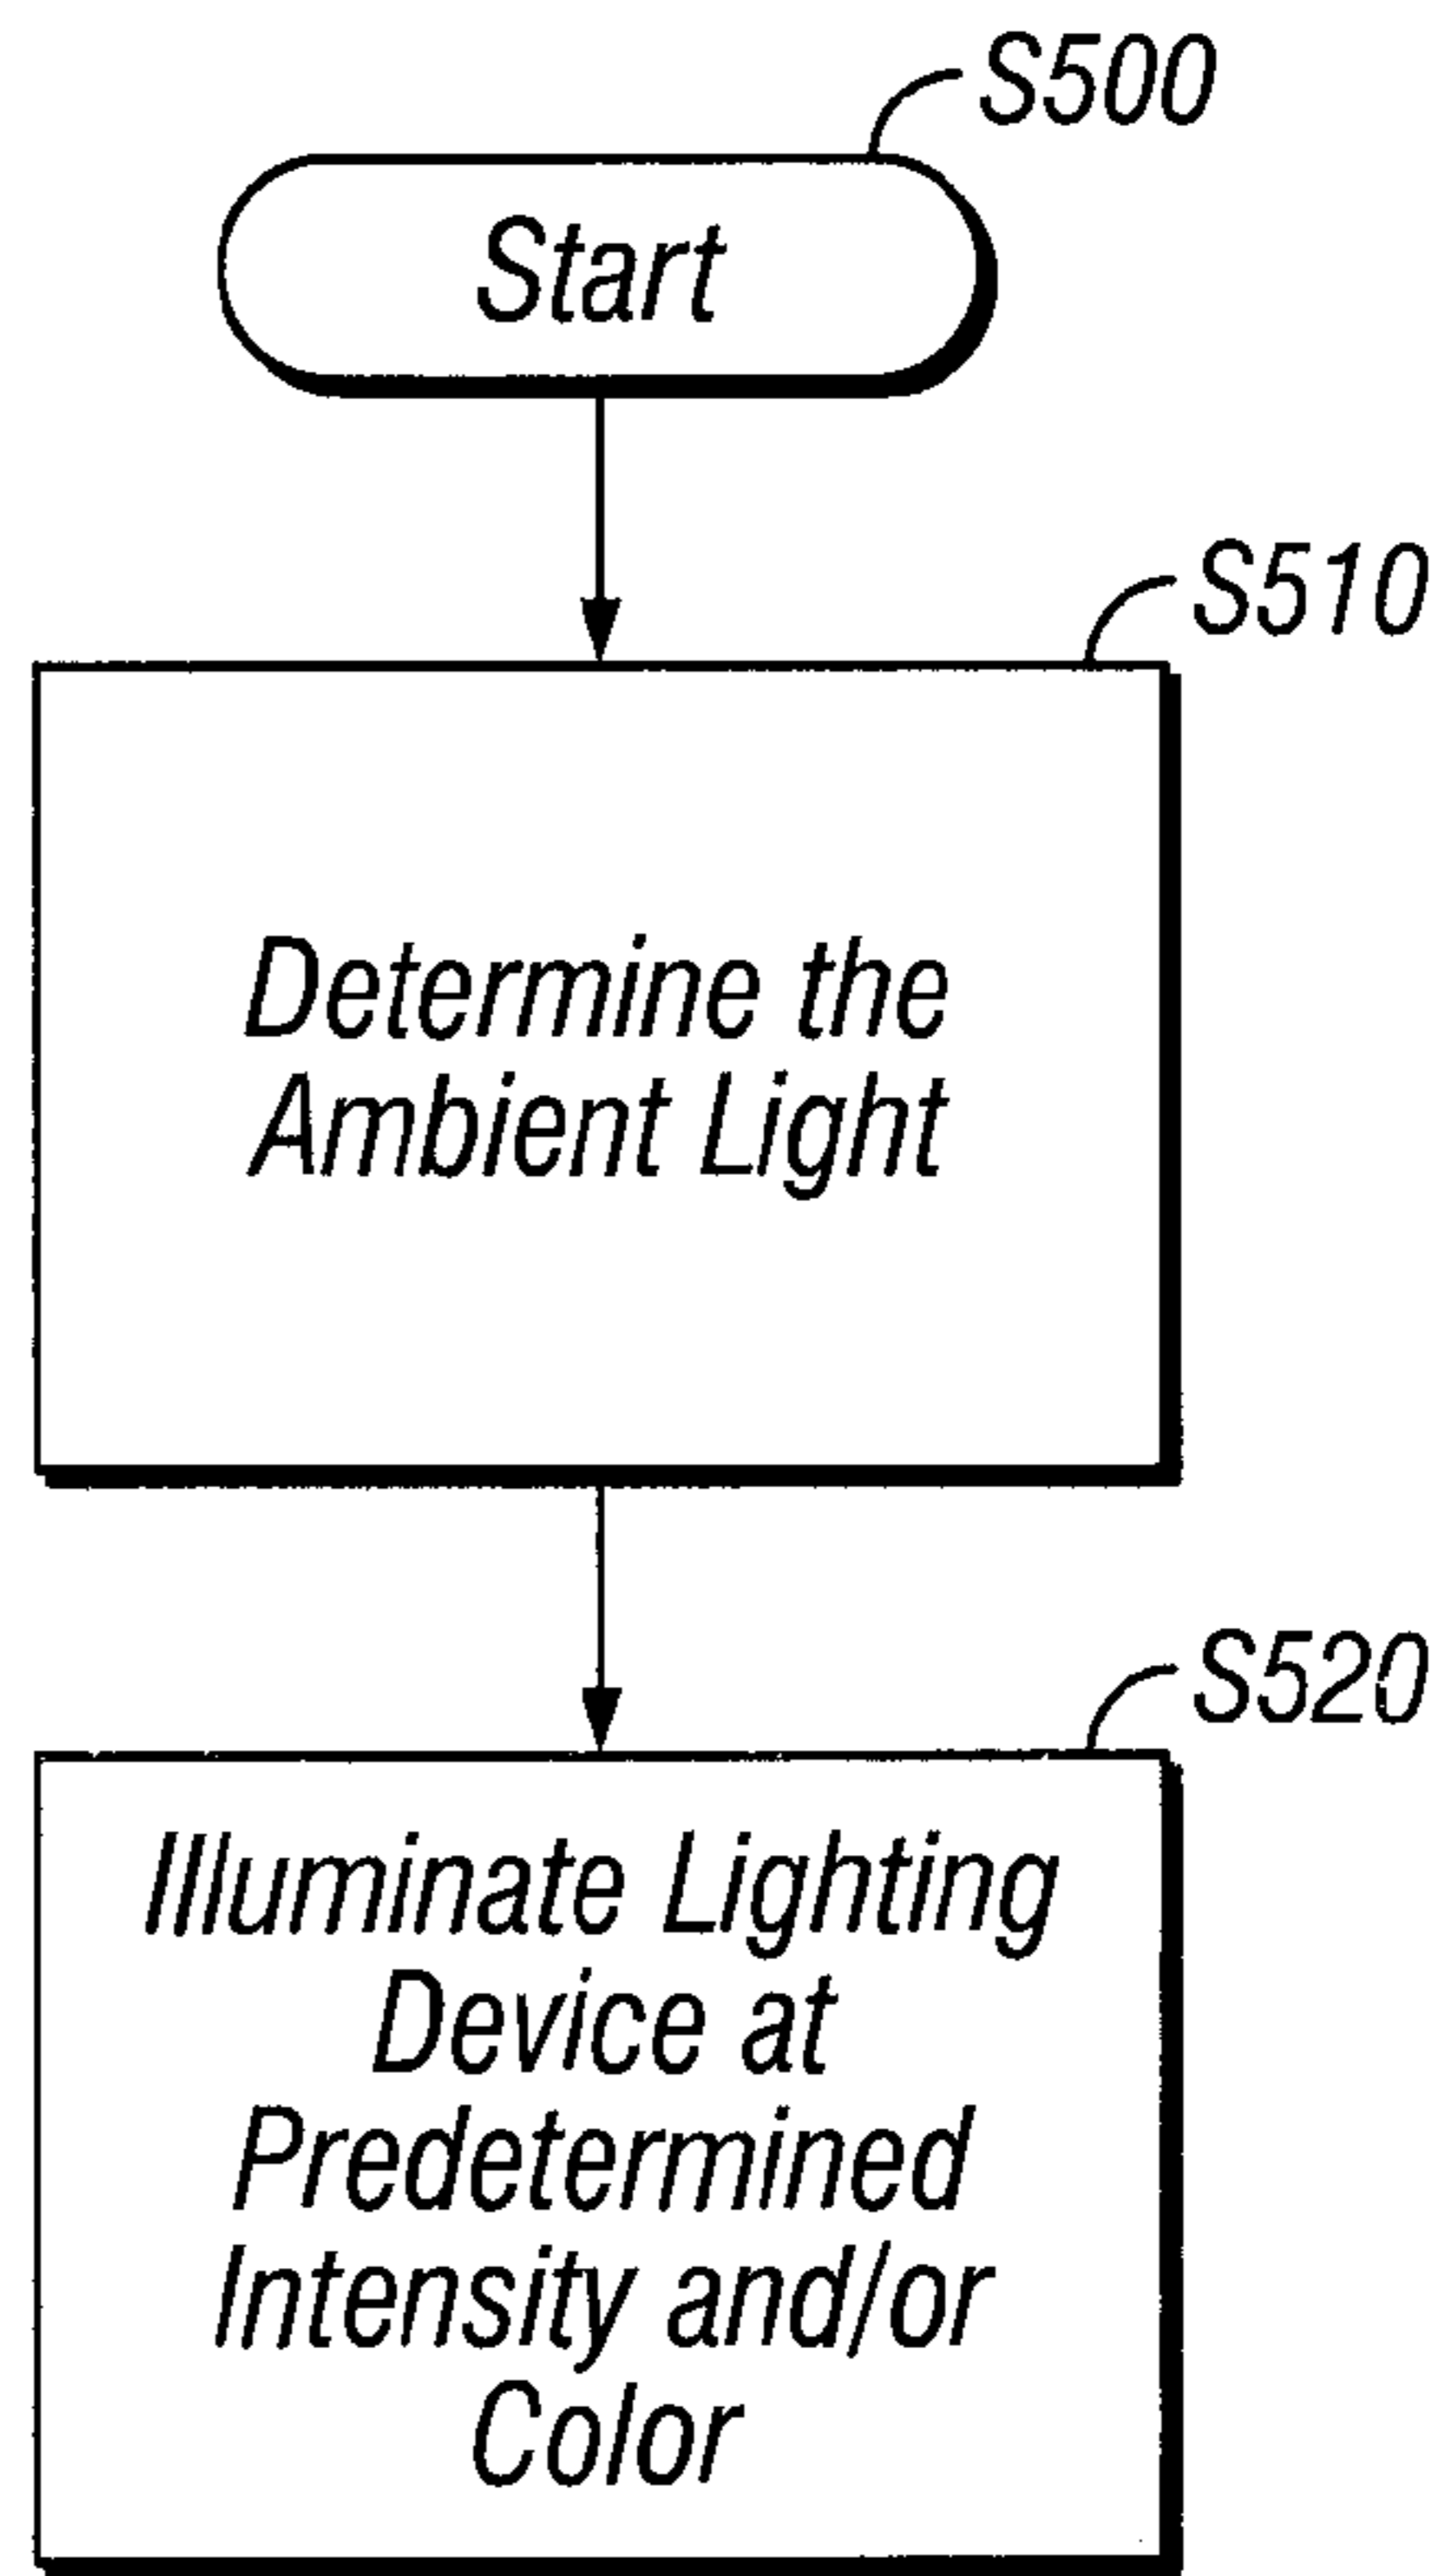 S500
Start
S510
Determine the
Ambient Light
S520
Illuminate Lighting
Device at
Predetermined
Intensity and/or
Color